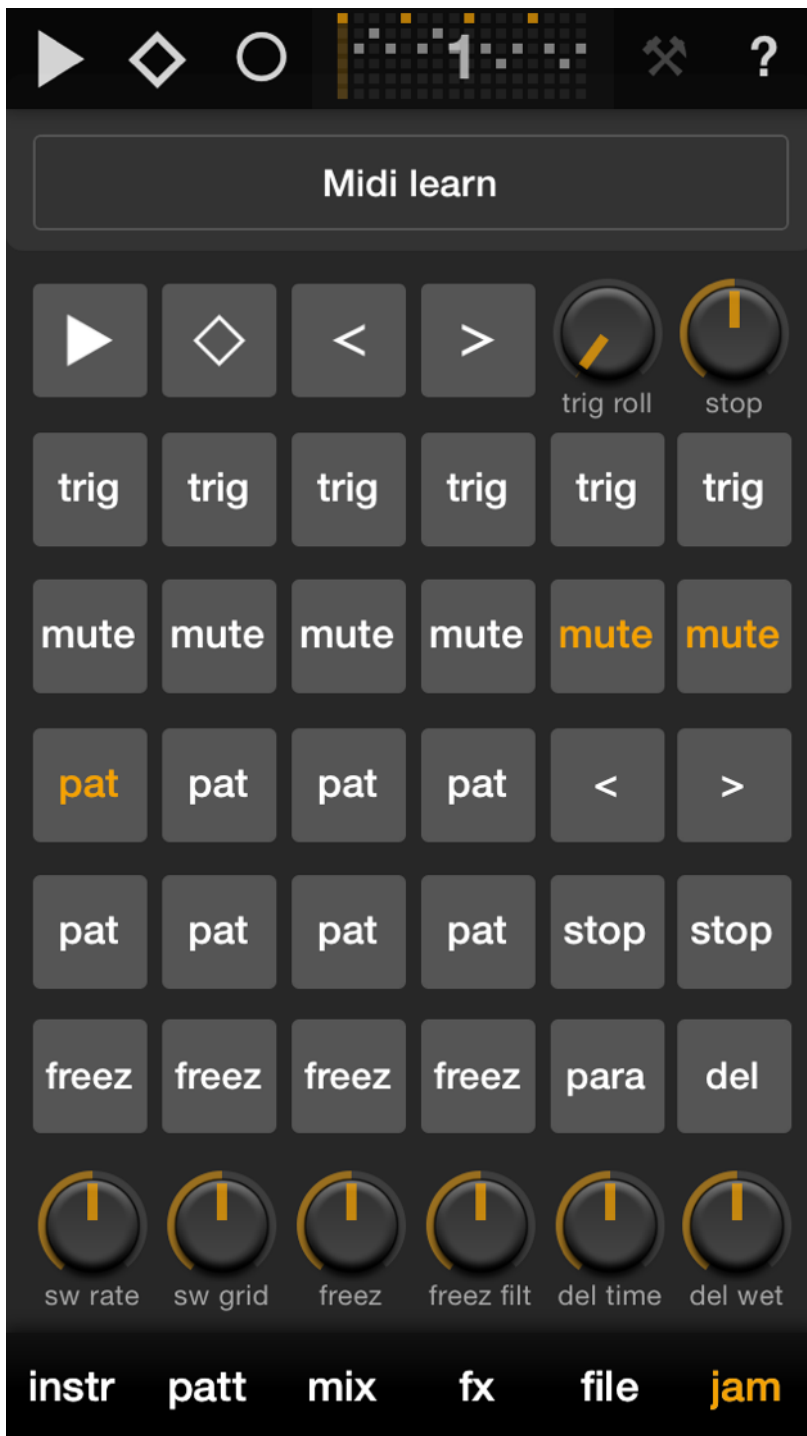 1 ?
Midi learn
< >
trig roll stop
trig trig trig trig trig trig
mute mute mute mute mute mute
pat pat pat pat < >
pat pat pat pat stop stop
freez freez freez freez para del
sw rate sw grid freez freez filt del time del wet
instr patt mix fx file jam